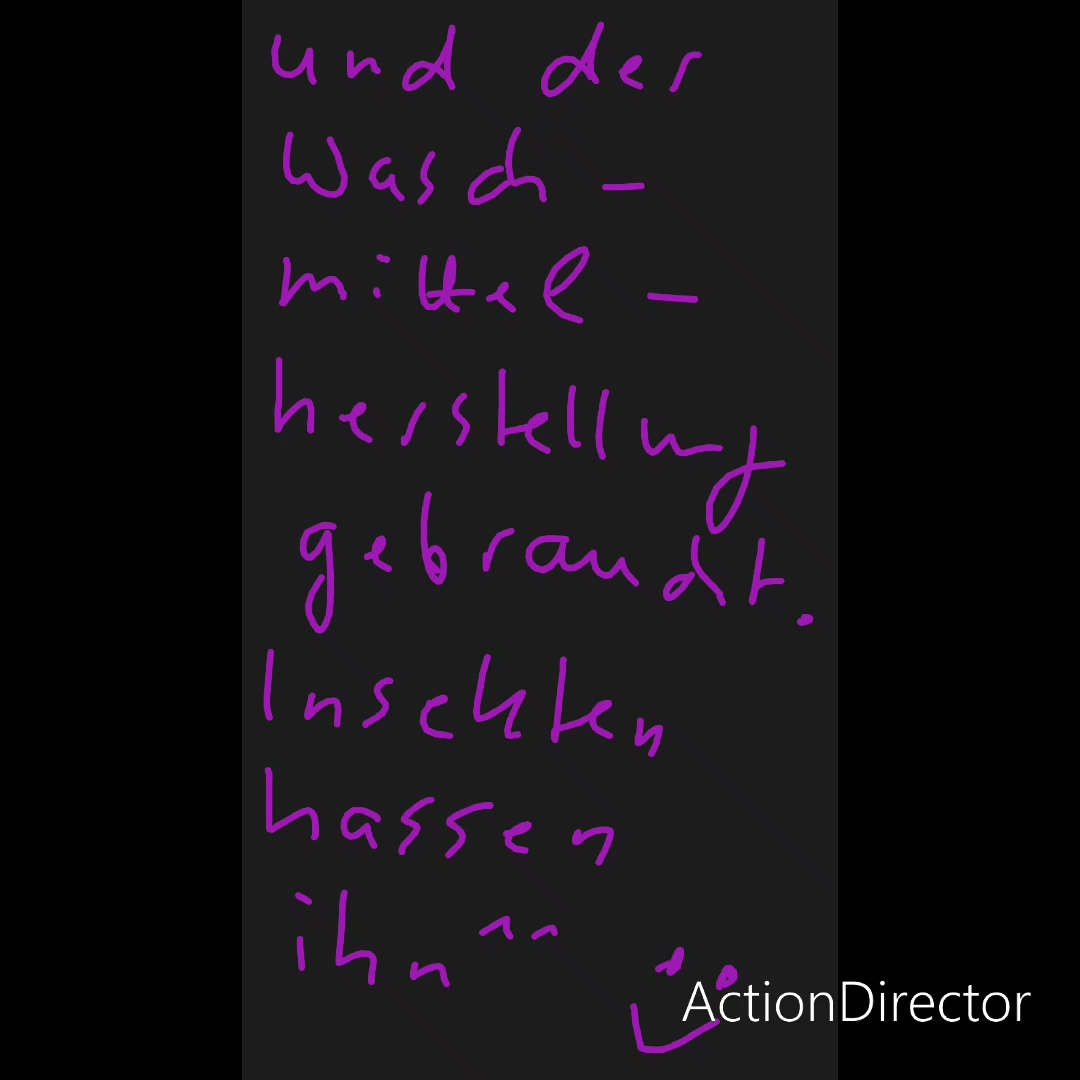 und der
Wasch-
mittel-
herstellung
gebraucht.
Insekten
hassen
ihn ^^
ActionDirector